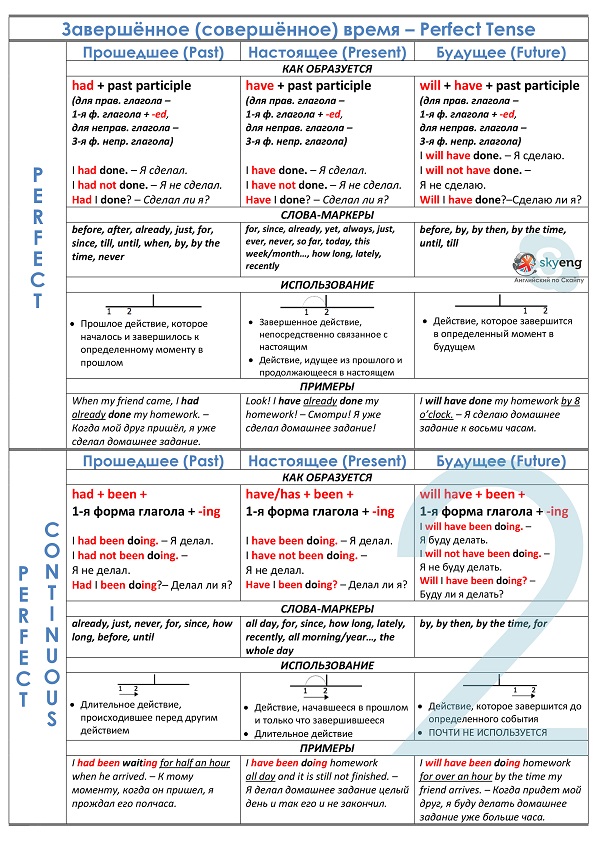 Завершённое (совершённое) время – Perfect Tense
Прошедшее (Past)
Настоящее (Present)
Будущее (Future)
КАК ОБРАЗУЕТСЯ
PERFECT
had + past participle
(для прав. глагола –
1-я ф. глагола + -ed,
для неправ. глагола –
3-я ф. непр. глагола)
I had done. – Я сделал.
I had not done. – Я не сделал.
Had I done? – Сделал ли я?
have + past participle
(для прав. глагола –
1-я ф. глагола + -ed,
для неправ. глагола –
3-я ф. непр. глагола)
I have done. – Я сделал.
I have not done. – Я не сделал.
Have I done? – Сделал ли я?
will + have + past participle
(для прав. глагола –
1-я ф. глагола + -ed,
для неправ. глагола –
3-я ф. непр. глагола)
I will have done. – Я сделаю.
I will not have done. –
Я не сделаю.
Will I have done?–Сделаю ли я?
СЛОВА-МАРКЕРЫ
before, after, already, just, for,
since, till, until, when, by, by the
time, never
for, since, already, yet, always, just,
ever, never, so far, today, this
week/month…, how long, lately,
recently
before, by, by then, by the time,
until, till
skyeng
Английский по Скайпу
ИСПОЛЬЗОВАНИЕ
1 2
• Прошлое действие, которое
началось и завершилось к
определенному моменту в
прошлом
1 2
• Завершенное действие,
непосредственно связанное с
настоящим
• Действие, идущее из прошлого и
продолжающееся в настоящем
1 2
• Действие, которое завершится
в определенный момент в
будущем
ПРИМЕРЫ
When my friend came, I had
already done my homework. –
Когда мой друг пришёл, я уже
сделал домашнее задание.
Look! I have already done my
homework! – Смотри! Я уже
сделал домашнее задание!
I will have done my homework by 8
o’clock. – Я сделаю домашнее
задание к восьми часам.
Прошедшее (Past)
Настоящее (Present)
Будущее (Future)
КАК ОБРАЗУЕТСЯ
PERFECT
CONTINUOUS
had + been +
1-я форма глагола + -ing
I had been doing. – Я делал.
I had not been doing. –
Я не делал.
Had I been doing?– Делал ли я?
have/has + been +
1-я форма глагола + -ing
I have been doing. – Я делал.
I have not been doing. –
Я не делал.
Have I been doing? – Делал ли я?
will have + been +
1-я форма глагола + -ing
I will have been doing. –
Я буду делать.
I will not have been doing. –
Я не буду делать.
Will I have been doing? –
Буду ли я делать?
СЛОВА-МАРКЕРЫ
already, just, never, for, since, how
long, before, until
all day, for, since, how long, lately,
recently, all morning/year…, the
whole day
by, by then, by the time, for
ИСПОЛЬЗОВАНИЕ
1 2
• Длительное действие,
происходившее перед другим
действием
1 2
• Действие, начавшееся в прошлом
и только что завершившееся
• Длительное действие
1 2
• Действие, которое завершится до
определенного события
• ПОЧТИ НЕ ИСПОЛЬЗУЕТСЯ
ПРИМЕРЫ
I had been waiting for half an hour
when he arrived. – К тому
моменту, когда он пришел, я
прождал его полчаса.
I have been doing homework
all day and it is still not finished. –
Я делал домашнее задание целый
день и так его и не закончил.
I will have been doing homework
for over an hour by the time my
friend arrives. – Когда придет мой
друг, я буду делать домашнее
задание уже больше часа.
2